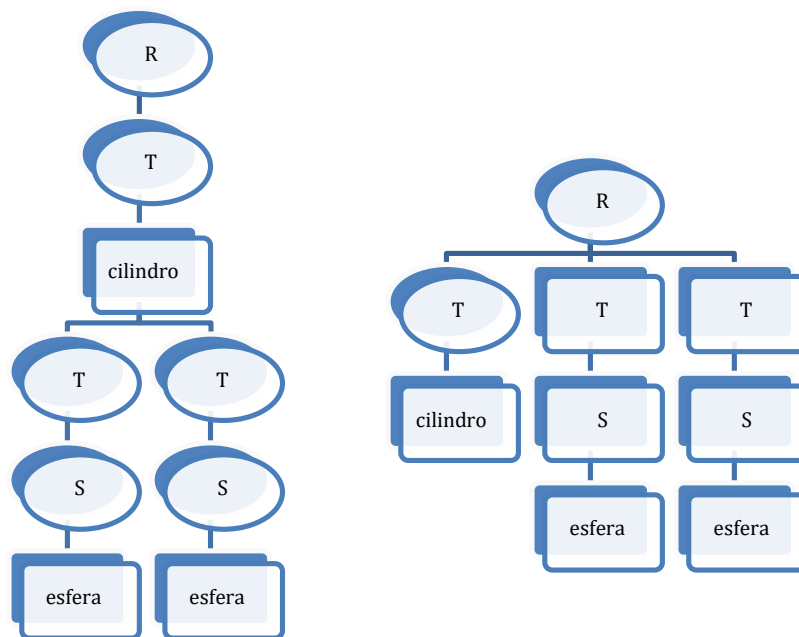 R
T
cilindro
T T
S S
esfera esfera
R
T T T
cilindro S S
esfera esfera